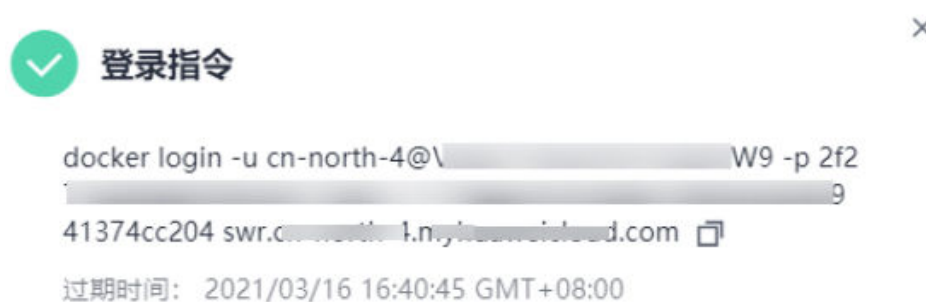 登录指令
docker login -u cn-north-4@\ W9 -p 2f2
9
41374cc204 swr.c .com
过期时间： 2021/03/16 16:40:45 GMT+08:00